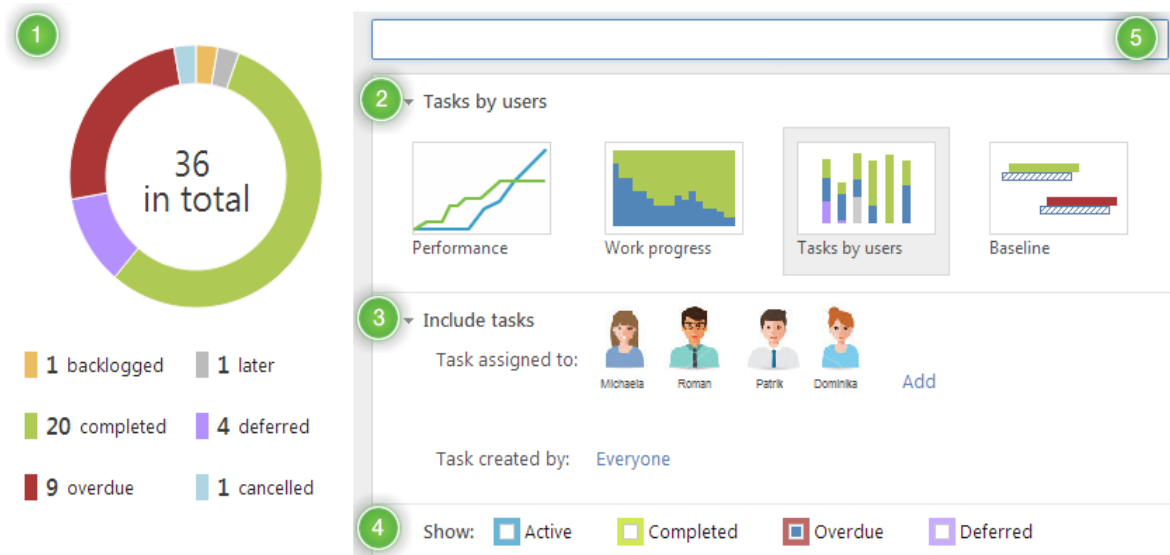 1
36
in total
1 backlogged
1 later
20 completed
4 deferred
9 overdue
1 cancelled
5
2
Tasks by users
Performance
Work progress
Tasks by users
Baseline
3
Include tasks
Task assigned to:
Michaela
Roman
Patrik
Dominika
Add
Task created by: Everyone
4
Show: Active Completed Overdue Deferred